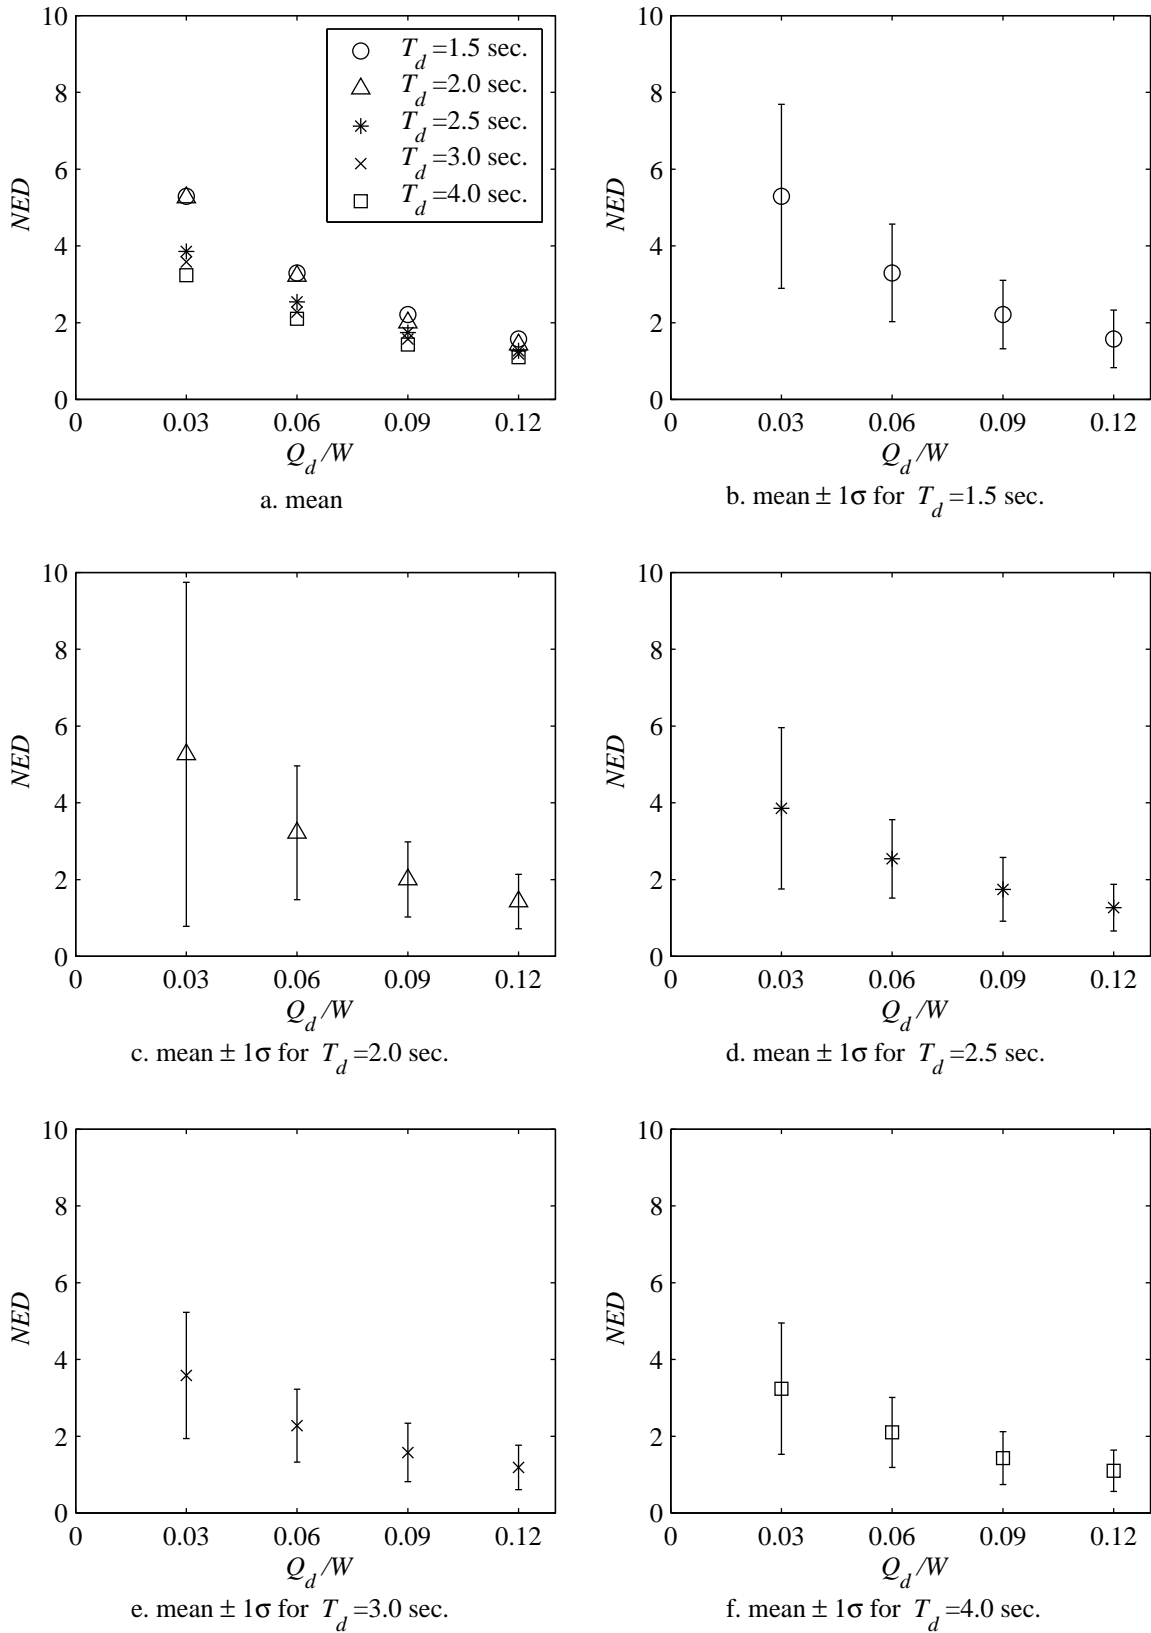 10
8
6
4
2
0
NED
T_d =1.5 sec.
T_d =2.0 sec.
T_d =2.5 sec.
T_d =3.0 sec.
T_d =4.0 sec.
0 0.03 0.06 0.09 0.12
Q_d /W
a. mean
10
8
6
4
2
0
NED
0 0.03 0.06 0.09 0.12
Q_d /W
b. mean ± 1σ for T_d =1.5 sec.
10
8
6
4
2
0
NED
0 0.03 0.06 0.09 0.12
Q_d /W
c. mean ± 1σ for T_d =2.0 sec.
10
8
6
4
2
0
NED
0 0.03 0.06 0.09 0.12
Q_d /W
d. mean ± 1σ for T_d =2.5 sec.
10
8
6
4
2
0
NED
0 0.03 0.06 0.09 0.12
Q_d /W
e. mean ± 1σ for T_d =3.0 sec.
10
8
6
4
2
0
NED
0 0.03 0.06 0.09 0.12
Q_d /W
f. mean ± 1σ for T_d =4.0 sec.